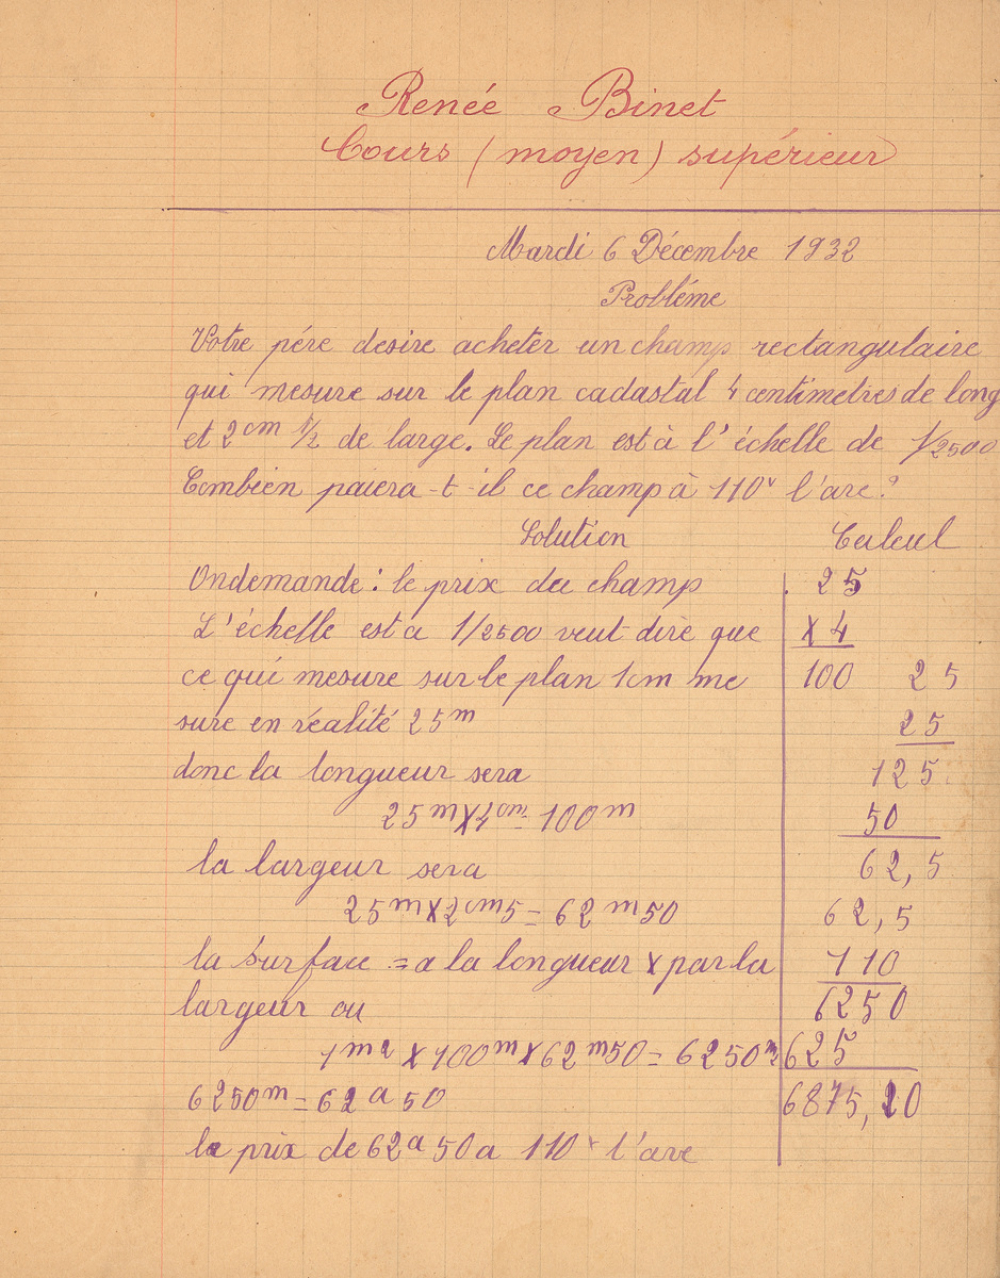 Renée Binet
Cours (moyen) supérieur
Mardi 6 Décembre 1932
Probléme
Votre pére desire acheter un champ rectangulaire
qui mesure sur le plan cadastal 4 centimetres de long
et 2cm 1/2 de large. Le plan est à l'échelle de 1/2500
Combien paiera-t-il ce champ à 110f l'are?
Solution Calcul
On demande: le prix du champ 25
L'échelle est a 1/2500 veut dire que x 4
ce qui mesure sur le plan 1cm me 100 25
sure en réalité 25m 25
donc la longueur sera 125
25m x 4cm = 100m 50
la largeur sera 62,5
25m x 2cm5 = 62m50 62,5
la surface = a la longueur x par la 110
largeur ou 6250
1m2 x 100m x 62m50 = 6250m2 625
6250m = 62a50 6875,20
le prix de 62a50 a 110f l'are